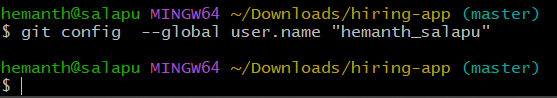 hemanth@salapu MINGW64 ~/Downloads/hiring-app (master)
$ git config  --global user.name "hemanth_salapu"
hemanth@salapu MINGW64 ~/Downloads/hiring-app (master)
$